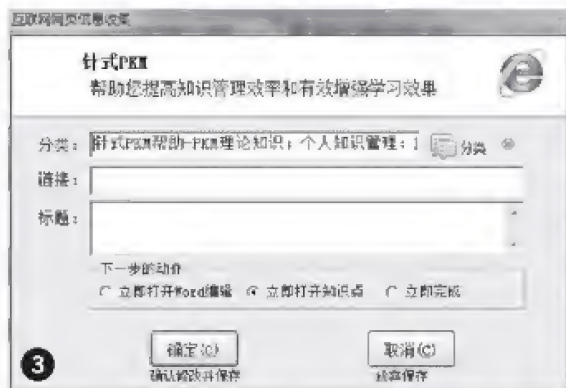 互联网网页信息收集
针式PKM
帮助您提高知识管理效率和有效增强学习效果
分类： 针式PKM帮助-PKM理论知识；个人知识管理： 分类
链接：
标题：
下一步的动作
立即打开Word编辑 立即打开知识点 立即完成
确定(O) 取消(C)
确认修改并保存 放弃保存
3